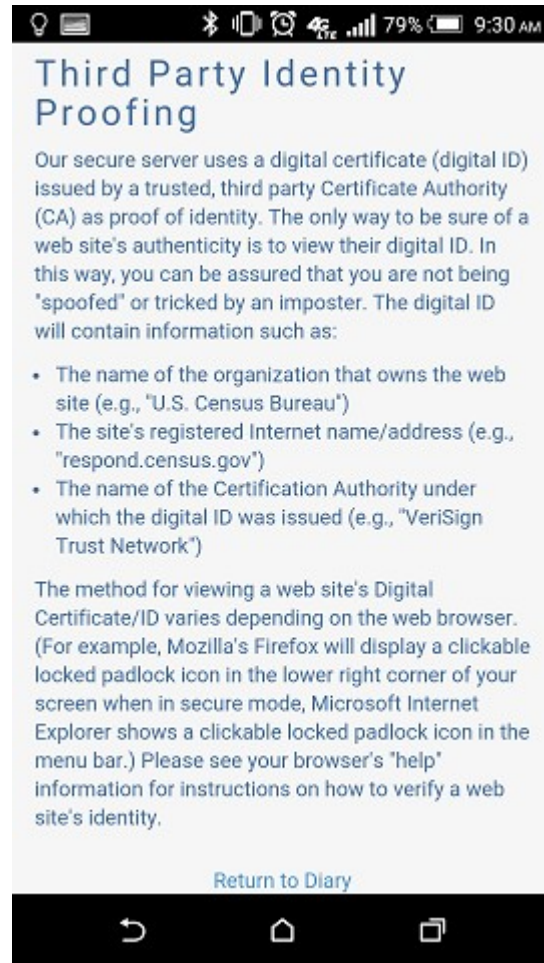 79% 9:30 AM
Third Party Identity
Proofing
Our secure server uses a digital certificate (digital ID)
issued by a trusted, third party Certificate Authority
(CA) as proof of identity. The only way to be sure of a
web site's authenticity is to view their digital ID. In
this way, you can be assured that you are not being
"spoofed" or tricked by an imposter. The digital ID
will contain information such as:
• The name of the organization that owns the web
site (e.g., "U.S. Census Bureau")
• The site's registered Internet name/address (e.g.,
"respond.census.gov")
• The name of the Certification Authority under
which the digital ID was issued (e.g., "VeriSign
Trust Network")
The method for viewing a web site's Digital
Certificate/ID varies depending on the web browser.
(For example, Mozilla's Firefox will display a clickable
locked padlock icon in the lower right corner of your
screen when in secure mode, Microsoft Internet
Explorer shows a clickable locked padlock icon in the
menu bar.) Please see your browser's "help"
information for instructions on how to verify a web
site's identity.
Return to Diary